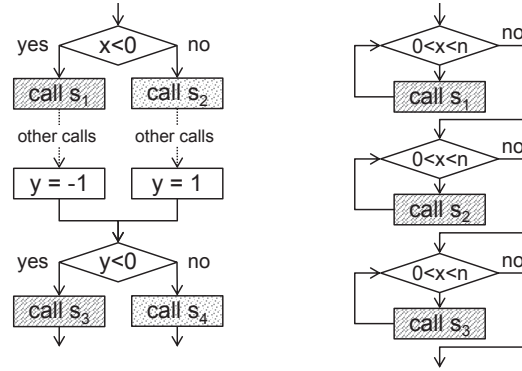 yes
x<0
no
call s₁
call s₂
other calls
other calls
y = -1
y = 1
yes
y<0
no
call s₃
call s₄
0<x<n
no
call s₁
0<x<n
no
call s₂
0<x<n
no
call s₃